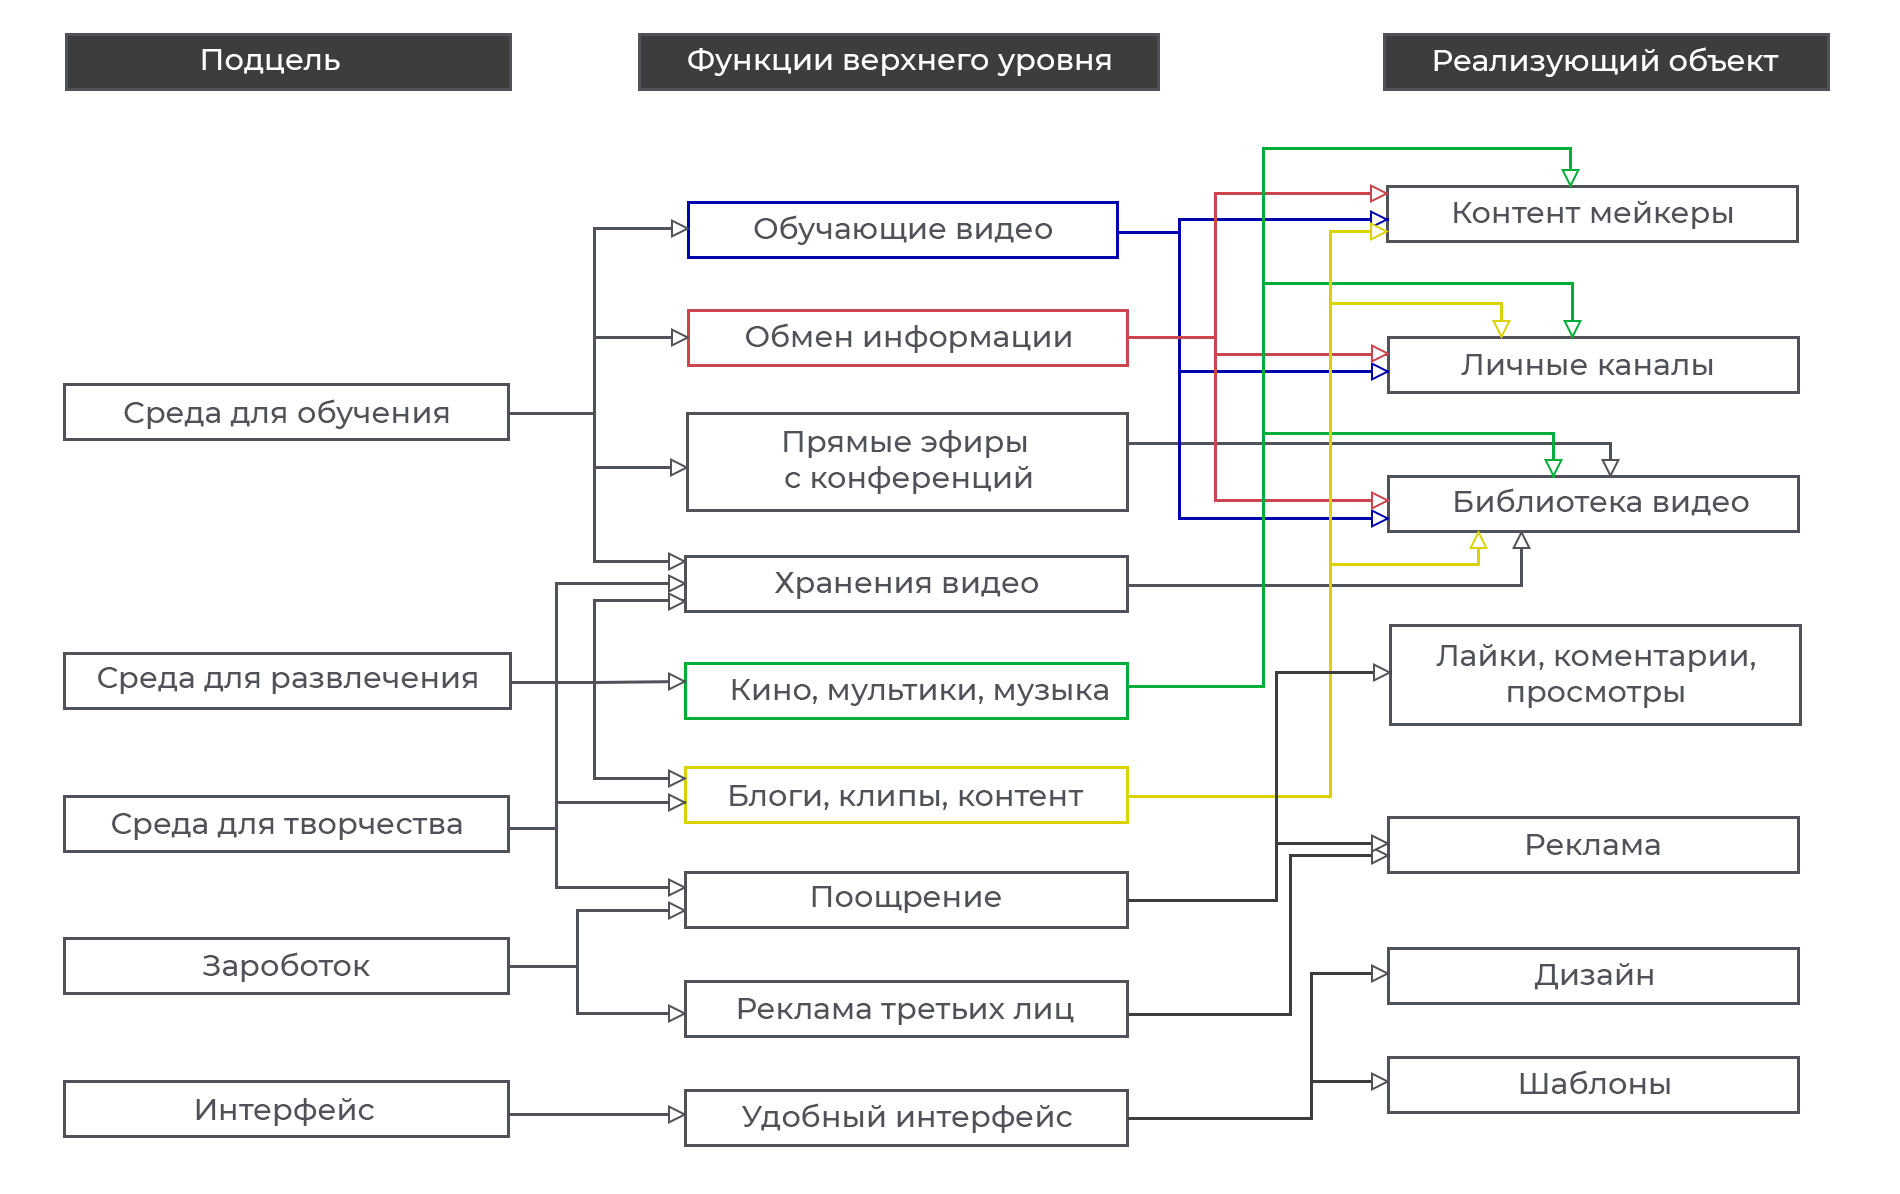 Подцель
Функции верхнего уровня
Реализующий объект
Среда для обучения
Среда для развлечения
Среда для творчества
Зароботок
Интерфейс
Обучающие видео
Обмен информации
Прямые эфиры
с конференций
Хранения видео
Кино, мультики, музыка
Блоги, клипы, контент
Поощрение
Реклама третьих лиц
Удобный интерфейс
Контент мейкеры
Личные каналы
Библиотека видео
Лайки, коментарии,
просмотры
Реклама
Дизайн
Шаблоны